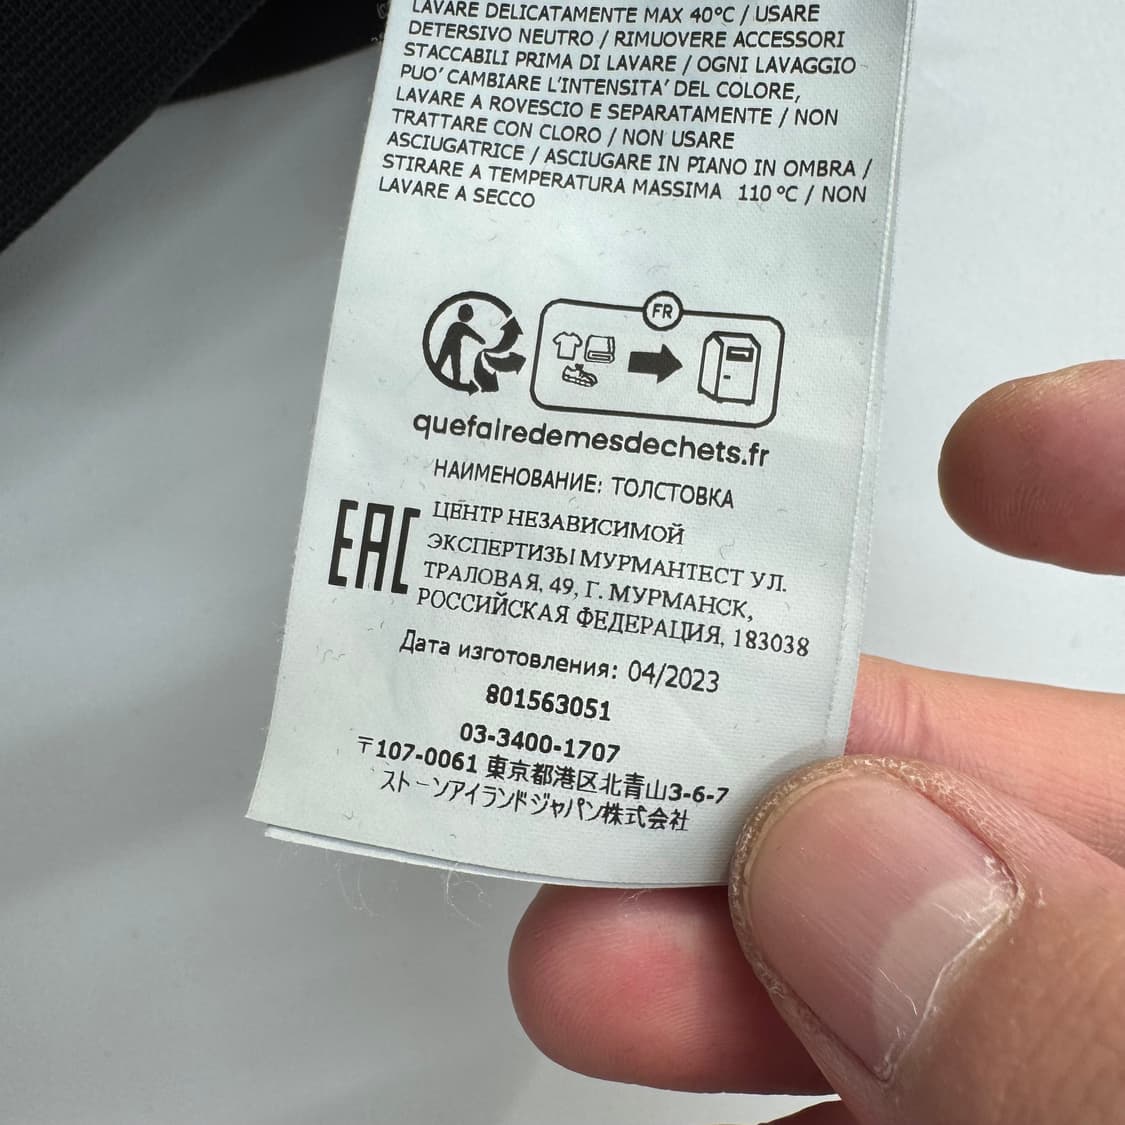 LAVARE DELICATAMENTE MAX 40°C / USARE
DETERSIVO NEUTRO / RIMUOVERE ACCESSORI
STACCABILI PRIMA DI LAVARE / OGNI LAVAGGIO
PUO' CAMBIARE L'INTENSITA' DEL COLORE,
LAVARE A ROVESCIO E SEPARATAMENTE / NON
TRATTARE CON CLORO / NON USARE
ASCIUGATRICE / ASCIUGARE IN PIANO IN OMBRA /
STIRARE A TEMPERATURA MASSIMA 110 °C / NON
LAVARE A SECCO
FR
quefairedemesdechets.fr
НАИМЕНОВАНИЕ: ТОЛСТОВКА
EAC
ЦЕНТР НЕЗАВИСИМОЙ
ЭКСПЕРТИЗЫ МУРМАНТЕСТ УЛ.
ТРАЛОВАЯ, 49, Г. МУРМАНСК,
РОССИЙСКАЯ ФЕДЕРАЦИЯ, 183038
Дата изготовления: 04/2023
801563051
03-3400-1707
〒107-0061 東京都港区北青山3-6-7
ストーンアイランドジャパン株式会社